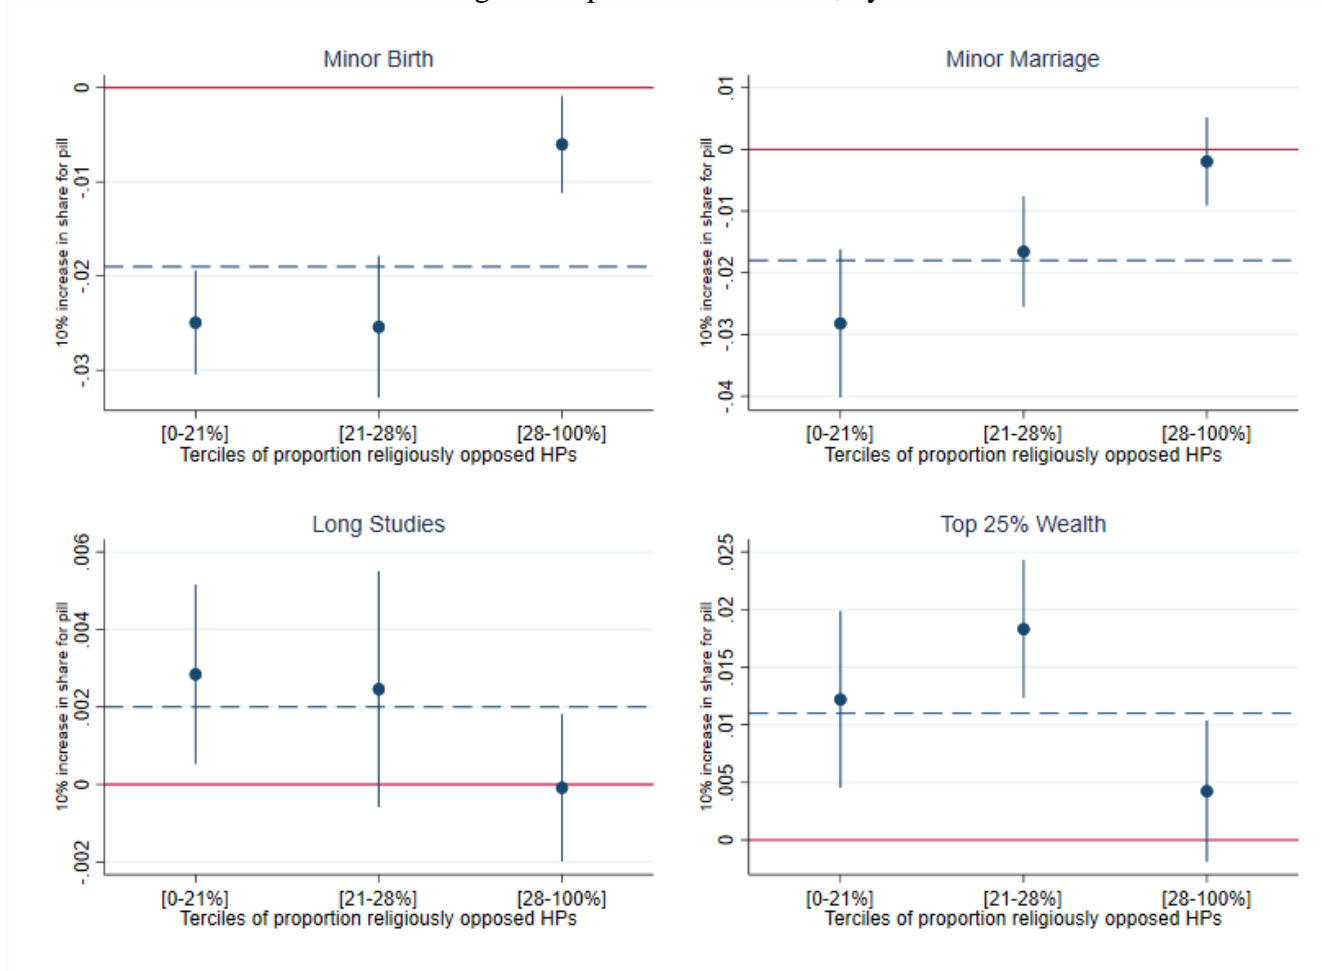 Minor Birth
0
-.01
-.02
-.03
10% increase in share for pill
[0-21%] [21-28%] [28-100%]
Terciles of proportion religiously opposed HPs
Minor Marriage
.01
0
-.01
-.02
-.03
-.04
10% increase in share for pill
[0-21%] [21-28%] [28-100%]
Terciles of proportion religiously opposed HPs
Long Studies
.006
.004
.002
0
-.002
10% increase in share for pill
[0-21%] [21-28%] [28-100%]
Terciles of proportion religiously opposed HPs
Top 25% Wealth
.025
.02
.015
.01
.005
0
10% increase in share for pill
[0-21%] [21-28%] [28-100%]
Terciles of proportion religiously opposed HPs